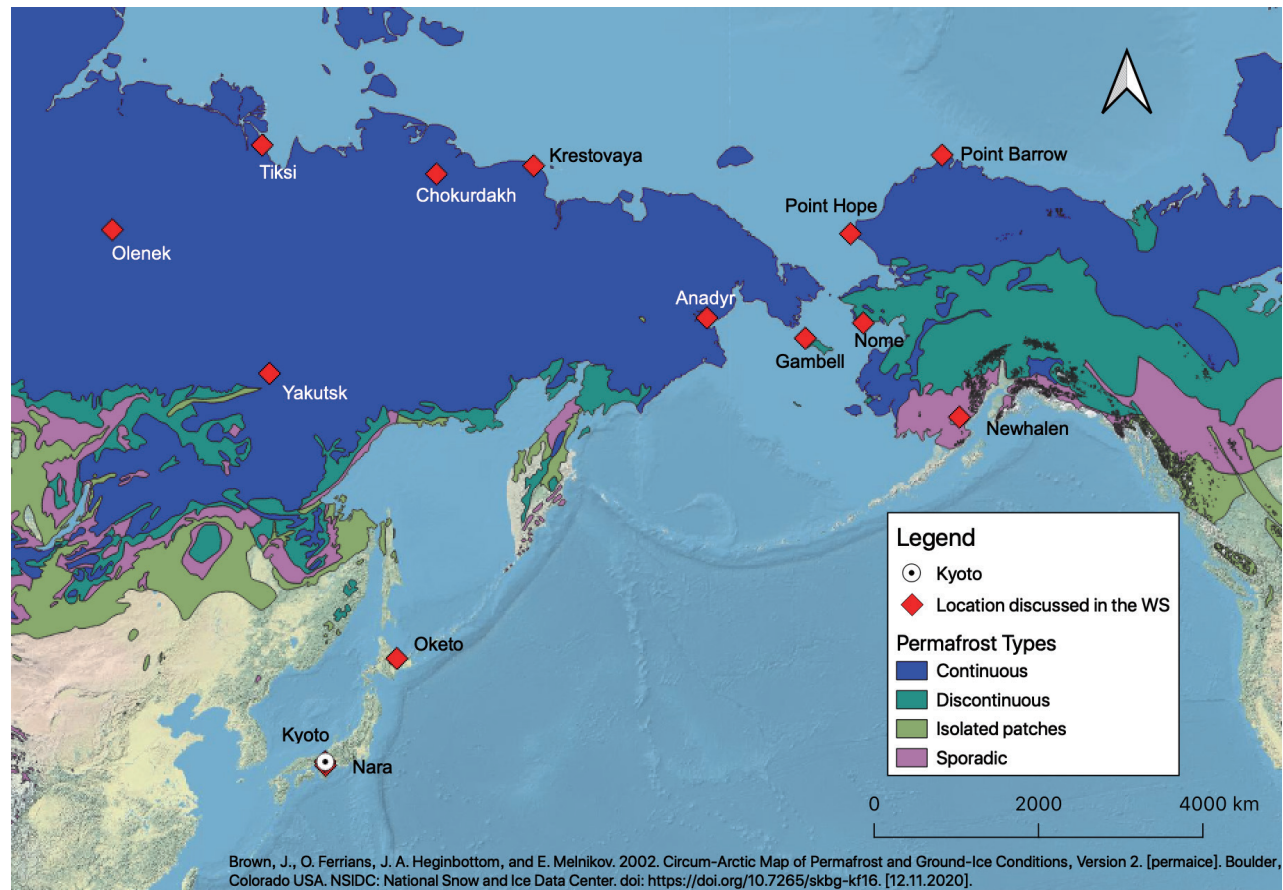 Tiksi
Krestovaya
Chokurdakh
Point Barrow
Point Hope
Olenek
Anadyr
Nome
Gambell
Yakutsk
Newhalen
Oketo
Kyoto
Nara
Legend
Kyoto
Location discussed in the WS
Permafrost Types
Continuous
Discontinuous
Isolated patches
Sporadic
0 2000 4000 km
Brown, J., O. Ferrians, J. A. Heginbottom, and E. Melnikov. 2002. Circum-Arctic Map of Permafrost and Ground-Ice Conditions, Version 2. [permaice]. Boulder,
Colorado USA. NSIDC: National Snow and Ice Data Center. doi: https://doi.org/10.7265/skbg-kf16. [12.11.2020].